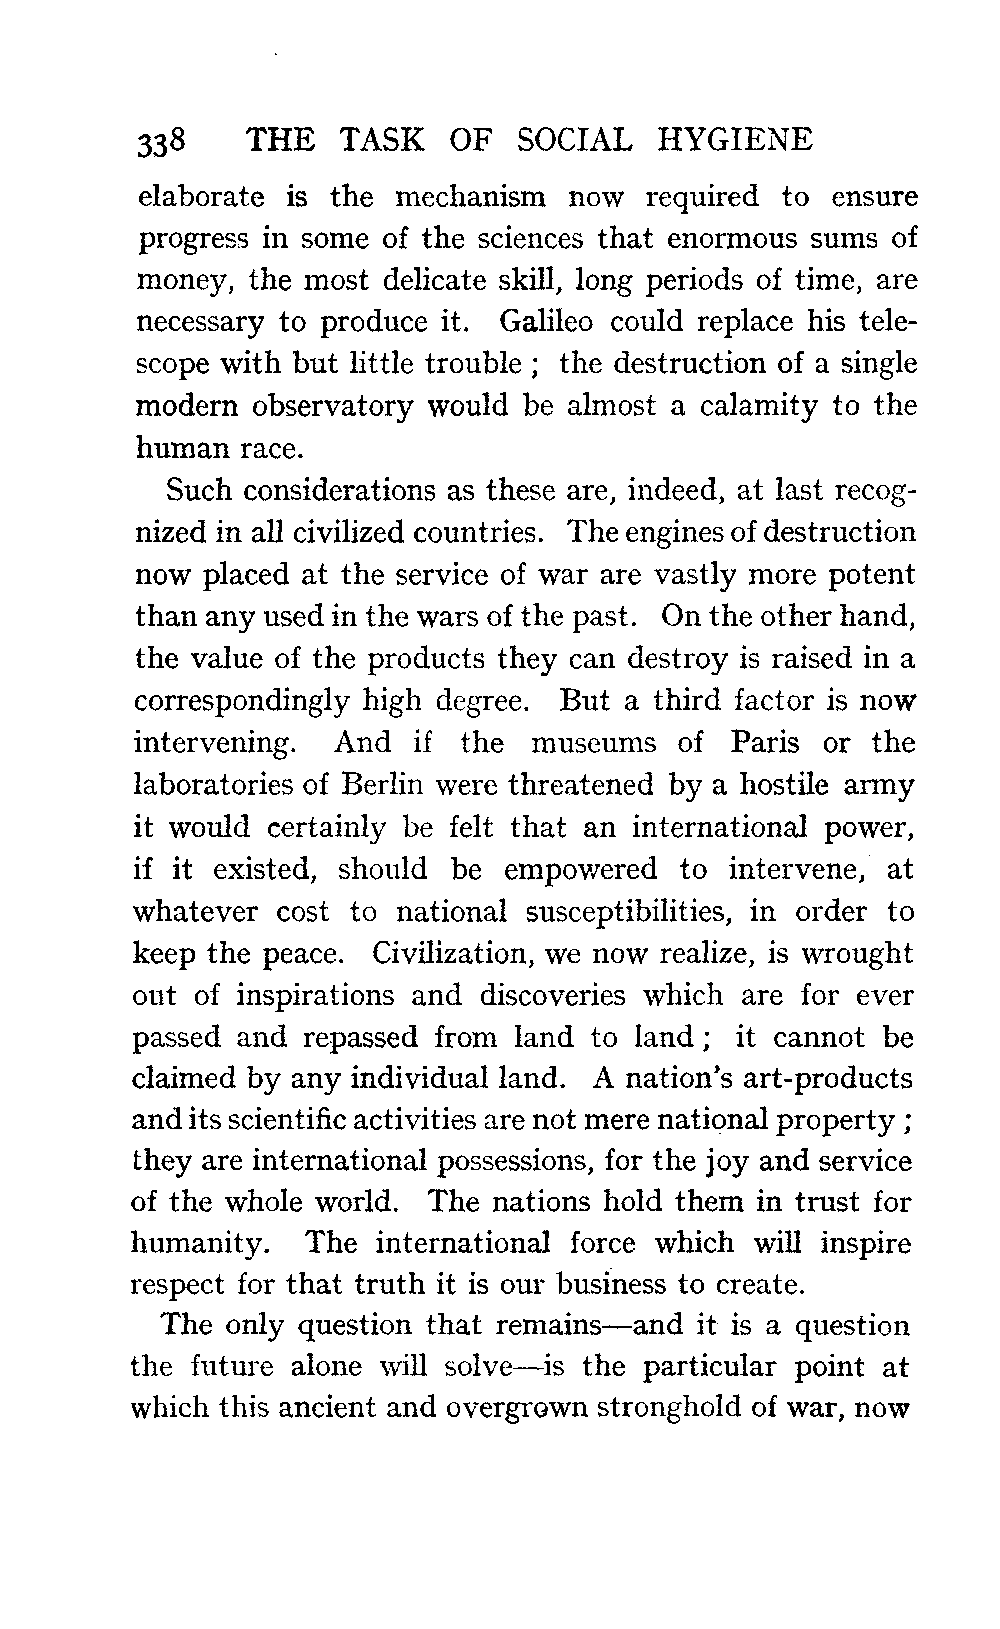 338 THE TASK OF SOCIAL HYGIENE
elaborate is the mechanism now required to ensure
progress in some of the sciences that enormous sums of
money, the most delicate skill, long periods of time, are
necessary to produce it. Galileo could replace his tele-
scope with but little trouble ; the destruction of a single
modern observatory would be almost a calamity to the
human race.
Such considerations as these are, indeed, at last recog-
nized in all civilized countries. The engines of destruction
now placed at the service of war are vastly more potent
than any used in the wars of the past. On the other hand,
the value of the products they can destroy is raised in a
correspondingly high degree. But a third factor is now
intervening. And if the museums of Paris or the
laboratories of Berlin were threatened by a hostile army
it would certainly be felt that an international power,
if it existed, should be empowered to intervene, at
whatever cost to national susceptibilities, in order to
keep the peace. Civilization, we now realize, is wrought
out of inspirations and discoveries which are for ever
passed and repassed from land to land ; it cannot be
claimed by any individual land. A nation's art-products
and its scientific activities are not mere national property ;
they are international possessions, for the joy and service
of the whole world. The nations hold them in trust for
humanity. The international force which will inspire
respect for that truth it is our business to create.
The only question that remains—and it is a question
the future alone will solve—is the particular point at
which this ancient and overgrown stronghold of war, now